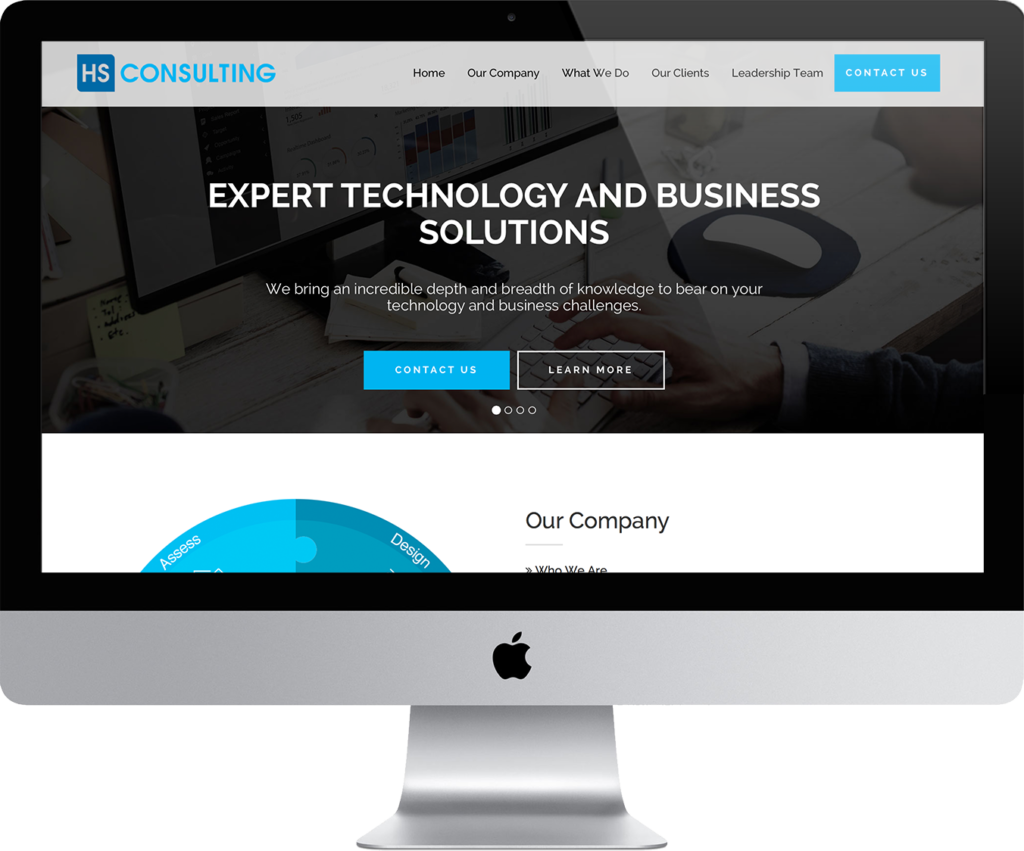 HS CONSULTING
Home Our Company What We Do Our Clients Leadership Team CONTACT US
EXPERT TECHNOLOGY AND BUSINESS
SOLUTIONS
We bring an incredible depth and breadth of knowledge to bear on your
technology and business challenges.
CONTACT US LEARN MORE
Assess Design
Our Company
» Who We Are